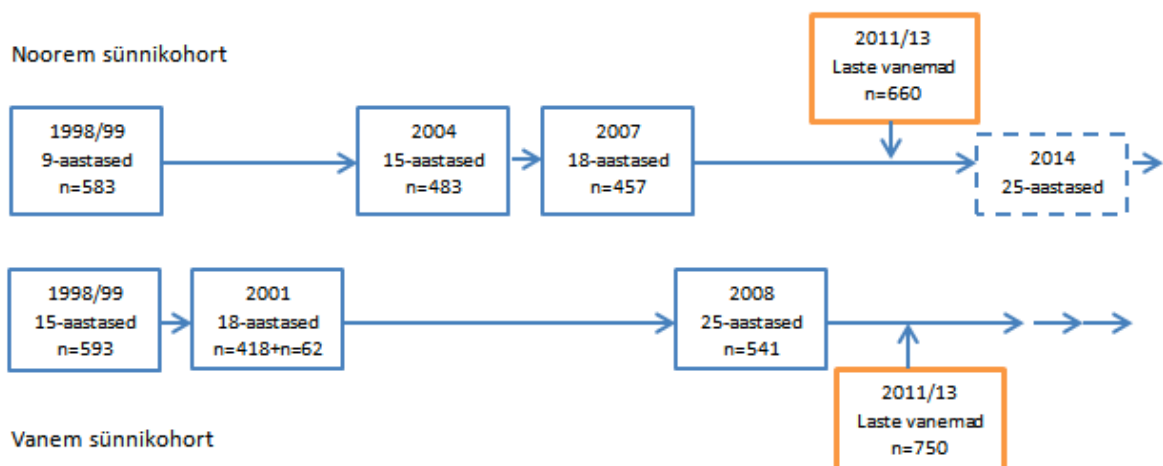 Noorem sünnikohort
2011/13
Laste vanemad
n=660
1998/99
9-aastased
n=583
2004
15-aastased
n=483
2007
18-aastased
n=457
2014
25-aastased
1998/99
15-aastased
n=593
2001
18-aastased
n=418+n=62
2008
25-aastased
n=541
2011/13
Laste vanemad
n=750
Vanem sünnikohort